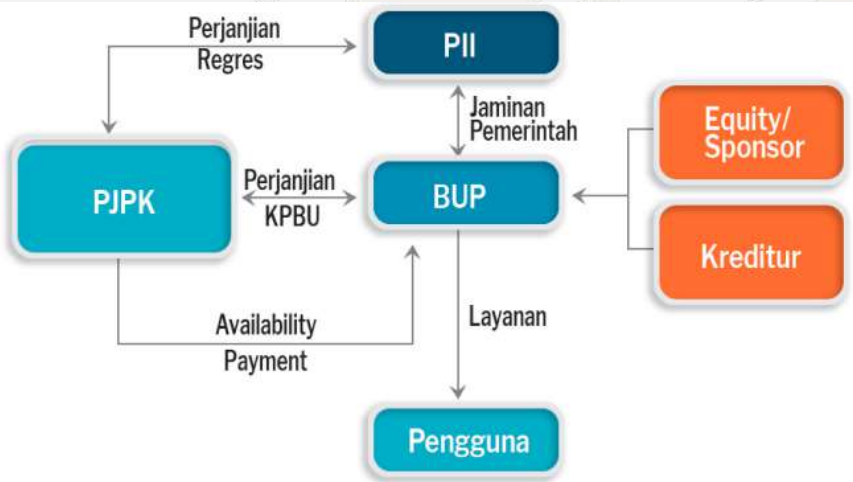 Perjanjian
Regres
PII
Jaminan
Pemerintah
Equity/
Sponsor
PJPK
Perjanjian
KPBU
BUP
Kreditur
Availability
Payment
Layanan
Pengguna